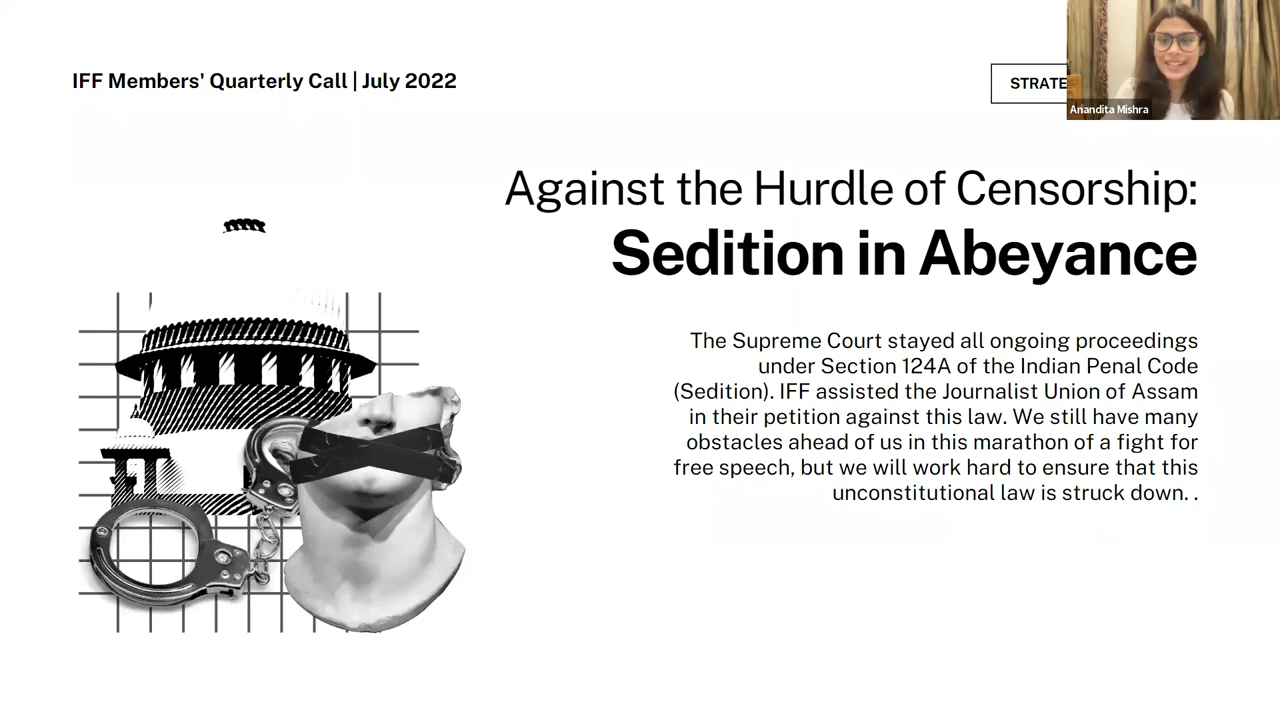 IFF Members' Quarterly Call | July 2022
STRATE
Anandita Mishra
Against the Hurdle of Censorship:
Sedition in Abeyance
The Supreme Court stayed all ongoing proceedings
under Section 124A of the Indian Penal Code
(Sedition). IFF assisted the Journalist Union of Assam
in their petition against this law. We still have many
obstacles ahead of us in this marathon of a fight for
free speech, but we will work hard to ensure that this
unconstitutional law is struck down. .